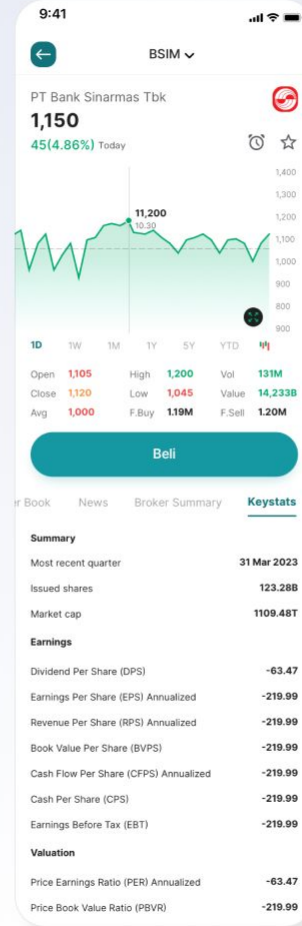 9:41
BSIM
PT Bank Sinarmas Tbk
1,150
45(4.86%) Today
1,400
1,300
1,200
1,100
1,000
900
800
900
11,200
10.30
1D 1W 1M 1Y 5Y YTD
Open 1,105 High 1,200 Vol 131M
Close 1,120 Low 1,045 Value 14,233B
Avg 1,000 F.Buy 1.19M F.Sell 1.20M
Beli
er Book News Broker Summary Keystats
Summary
Most recent quarter 31 Mar 2023
Issued shares 123.28B
Market cap 1109.48T
Earnings
Dividend Per Share (DPS) -63.47
Earnings Per Share (EPS) Annualized -219.99
Revenue Per Share (RPS) Annualized -219.99
Book Value Per Share (BVPS) -219.99
Cash Flow Per Share (CFPS) Annualized -219.99
Cash Per Share (CPS) -219.99
Earnings Before Tax (EBT) -219.99
Valuation
Price Earnings Ratio (PER) Annualized -63.47
Price Book Value Ratio (PBVR) -219.99